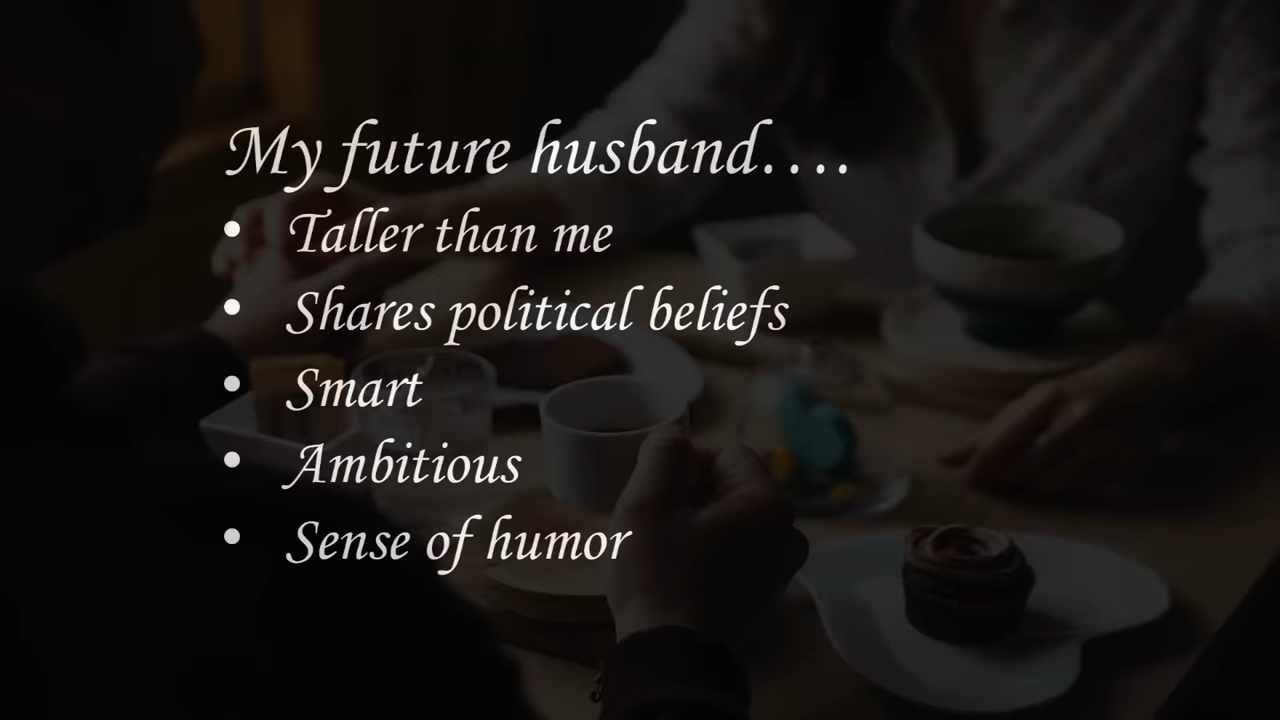 My future husband....
• Taller than me
• Shares political beliefs
• Smart
• Ambitious
• Sense of humor